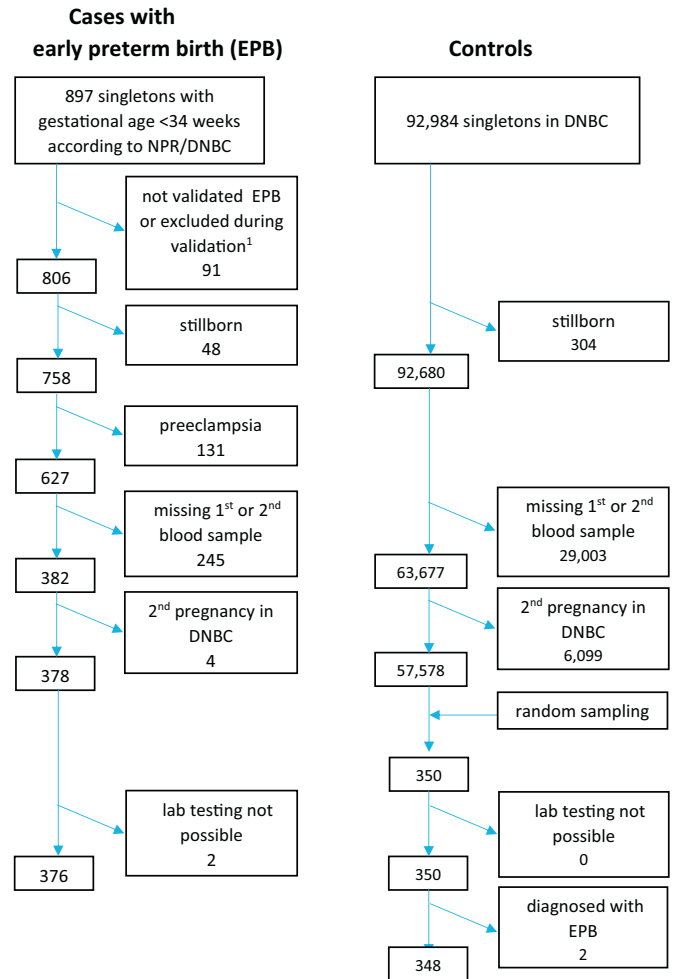 Cases with
early preterm birth (EPB)
897 singletons with
gestational age <34 weeks
according to NPR/DNBC
not validated EPB
or excluded during
validation¹
91
806
stillborn
48
758
preeclampsia
131
627
missing 1st or 2nd
blood sample
245
382
2nd pregnancy in
DNBC
4
378
lab testing not
possible
2
376
Controls
92,984 singletons in DNBC
stillborn
304
92,680
missing 1st or 2nd
blood sample
29,003
63,677
2nd pregnancy in
DNBC
6,099
57,578
random sampling
350
lab testing not
possible
0
350
diagnosed with
EPB
2
348